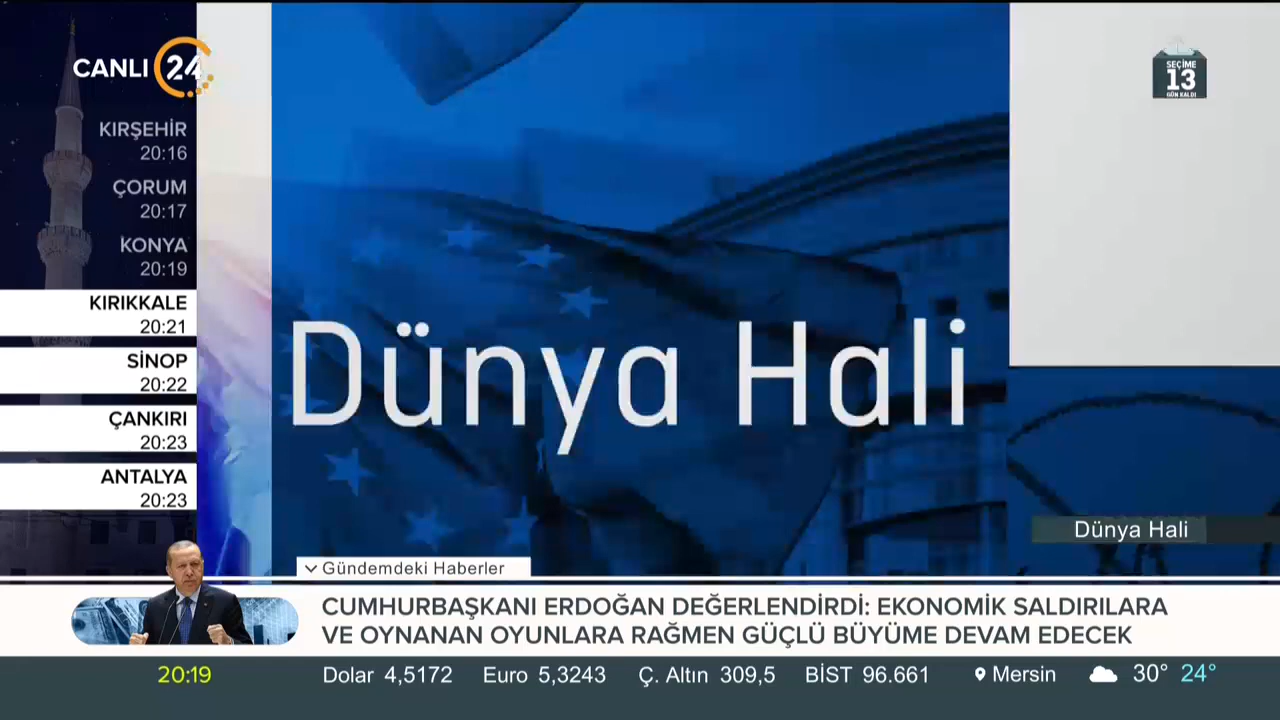 CANLI 24
KIRŞEHİR
20:16
ÇORUM
20:17
KONYA
20:19
KIRIKKALE
20:21
SİNOP
20:22
ÇANKIRI
20:23
ANTALYA
20:23
SEÇİME
13
GÜN KALDI
Dünya Hali
Dünya Hali
Gündemdeki Haberler
CUMHURBAŞKANI ERDOĞAN DEĞERLENDİRDİ: EKONOMİK SALDIRILARA
VE OYNANAN OYUNLARA RAĞMEN GÜÇLÜ BÜYÜME DEVAM EDECEK
20:19 Dolar 4,5172 Euro 5,3243 Ç. Altın 309,5 BİST 96.661 Mersin 30° 24°